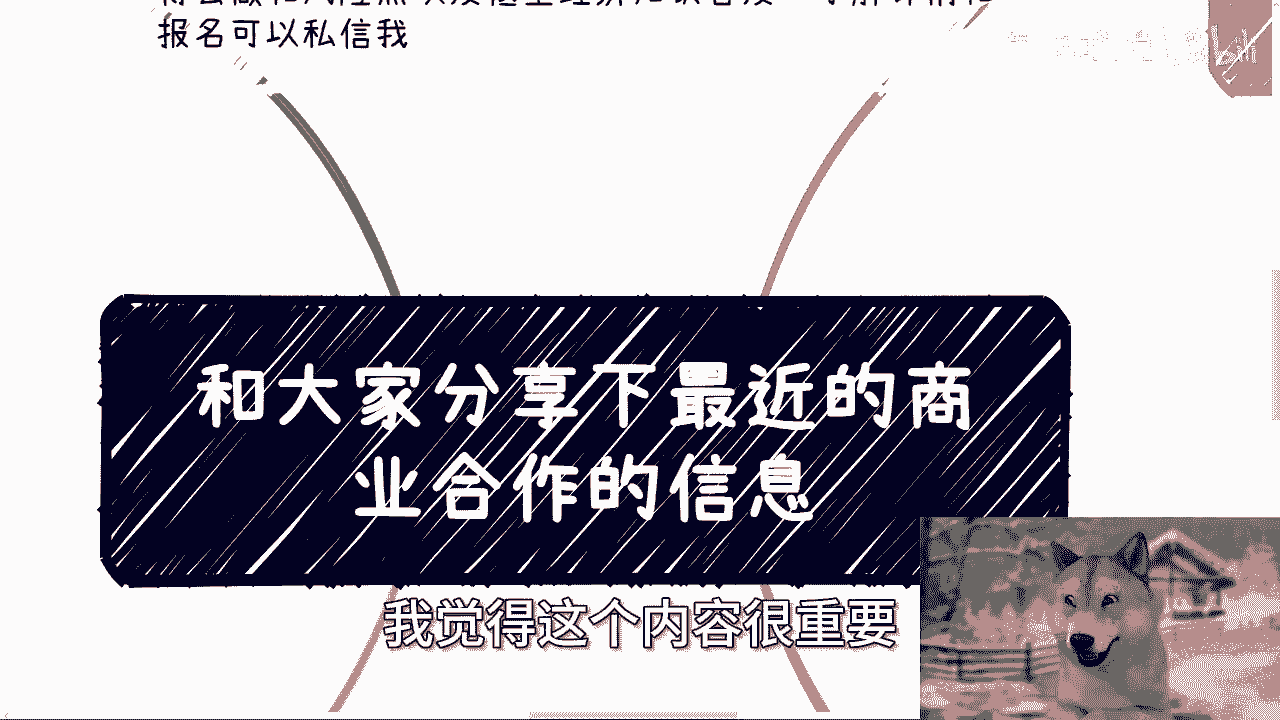 报名可以私信我
和大家分享下最近的商
业合作的信息
我觉得这个内容很重要